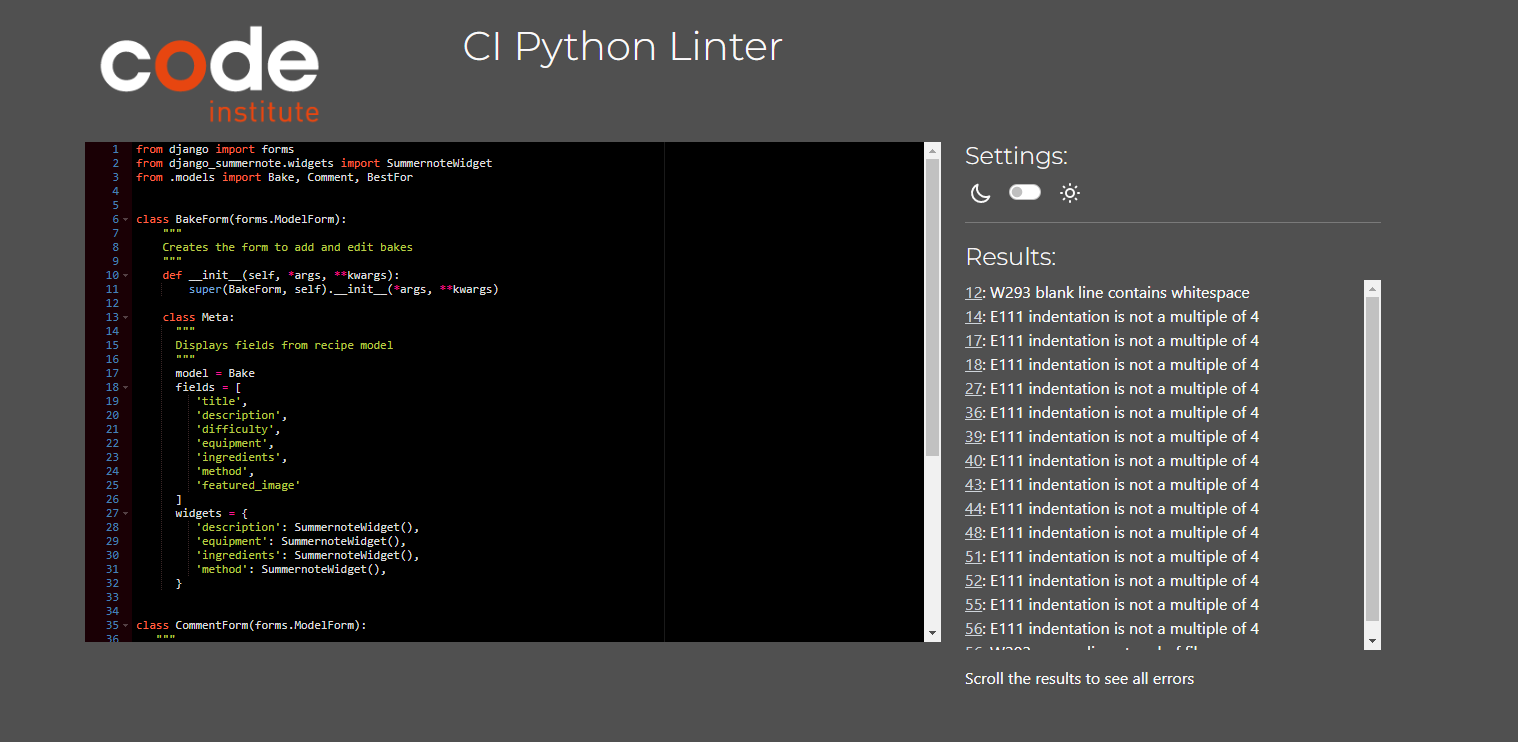 code
institute
CI Python Linter
1 from django import forms
2 from django_summernote.widgets import SummernoteWidget
3 from .models import Bake, Comment, BestFor
4
5
6 class BakeForm(forms.ModelForm):
7 """
8 Creates the form to add and edit bakes
9 """
10 def __init__(self, *args, **kwargs):
11 super(BakeForm, self).__init__(*args, **kwargs)
12
13 class Meta:
14 """
15 Displays fields from recipe model
16 """
17 model = Bake
18 fields = [
19 'title',
20 'description',
21 'difficulty',
22 'equipment',
23 'ingredients',
24 'method',
25 'featured_image'
26 ]
27 widgets = {
28 'description': SummernoteWidget(),
29 'equipment': SummernoteWidget(),
30 'ingredients': SummernoteWidget(),
31 'method': SummernoteWidget(),
32 }
33
34
35 class CommentForm(forms.ModelForm):
36 """
Settings:
Results:
12: W293 blank line contains whitespace
14: E111 indentation is not a multiple of 4
17: E111 indentation is not a multiple of 4
18: E111 indentation is not a multiple of 4
27: E111 indentation is not a multiple of 4
36: E111 indentation is not a multiple of 4
39: E111 indentation is not a multiple of 4
40: E111 indentation is not a multiple of 4
43: E111 indentation is not a multiple of 4
44: E111 indentation is not a multiple of 4
48: E111 indentation is not a multiple of 4
51: E111 indentation is not a multiple of 4
52: E111 indentation is not a multiple of 4
55: E111 indentation is not a multiple of 4
56: E111 indentation is not a multiple of 4
Scroll the results to see all errors